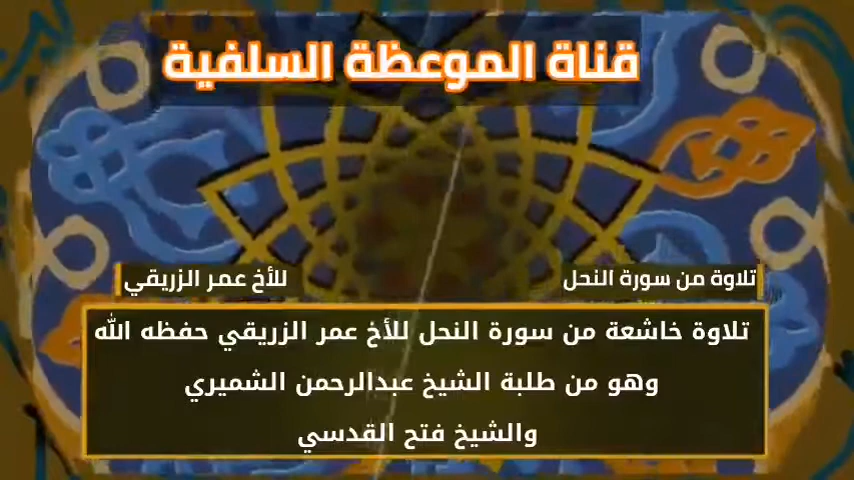 قناة الموعظة السلفية
تلاوة من سورة النحل
للأخ عمر الزريقي
تلاوة خاشعة من سورة النحل للأخ عمر الزريقي حفظه الله
وهو من طلبة الشيخ عبدالرحمن الشميري
والشيخ فتح القدسي